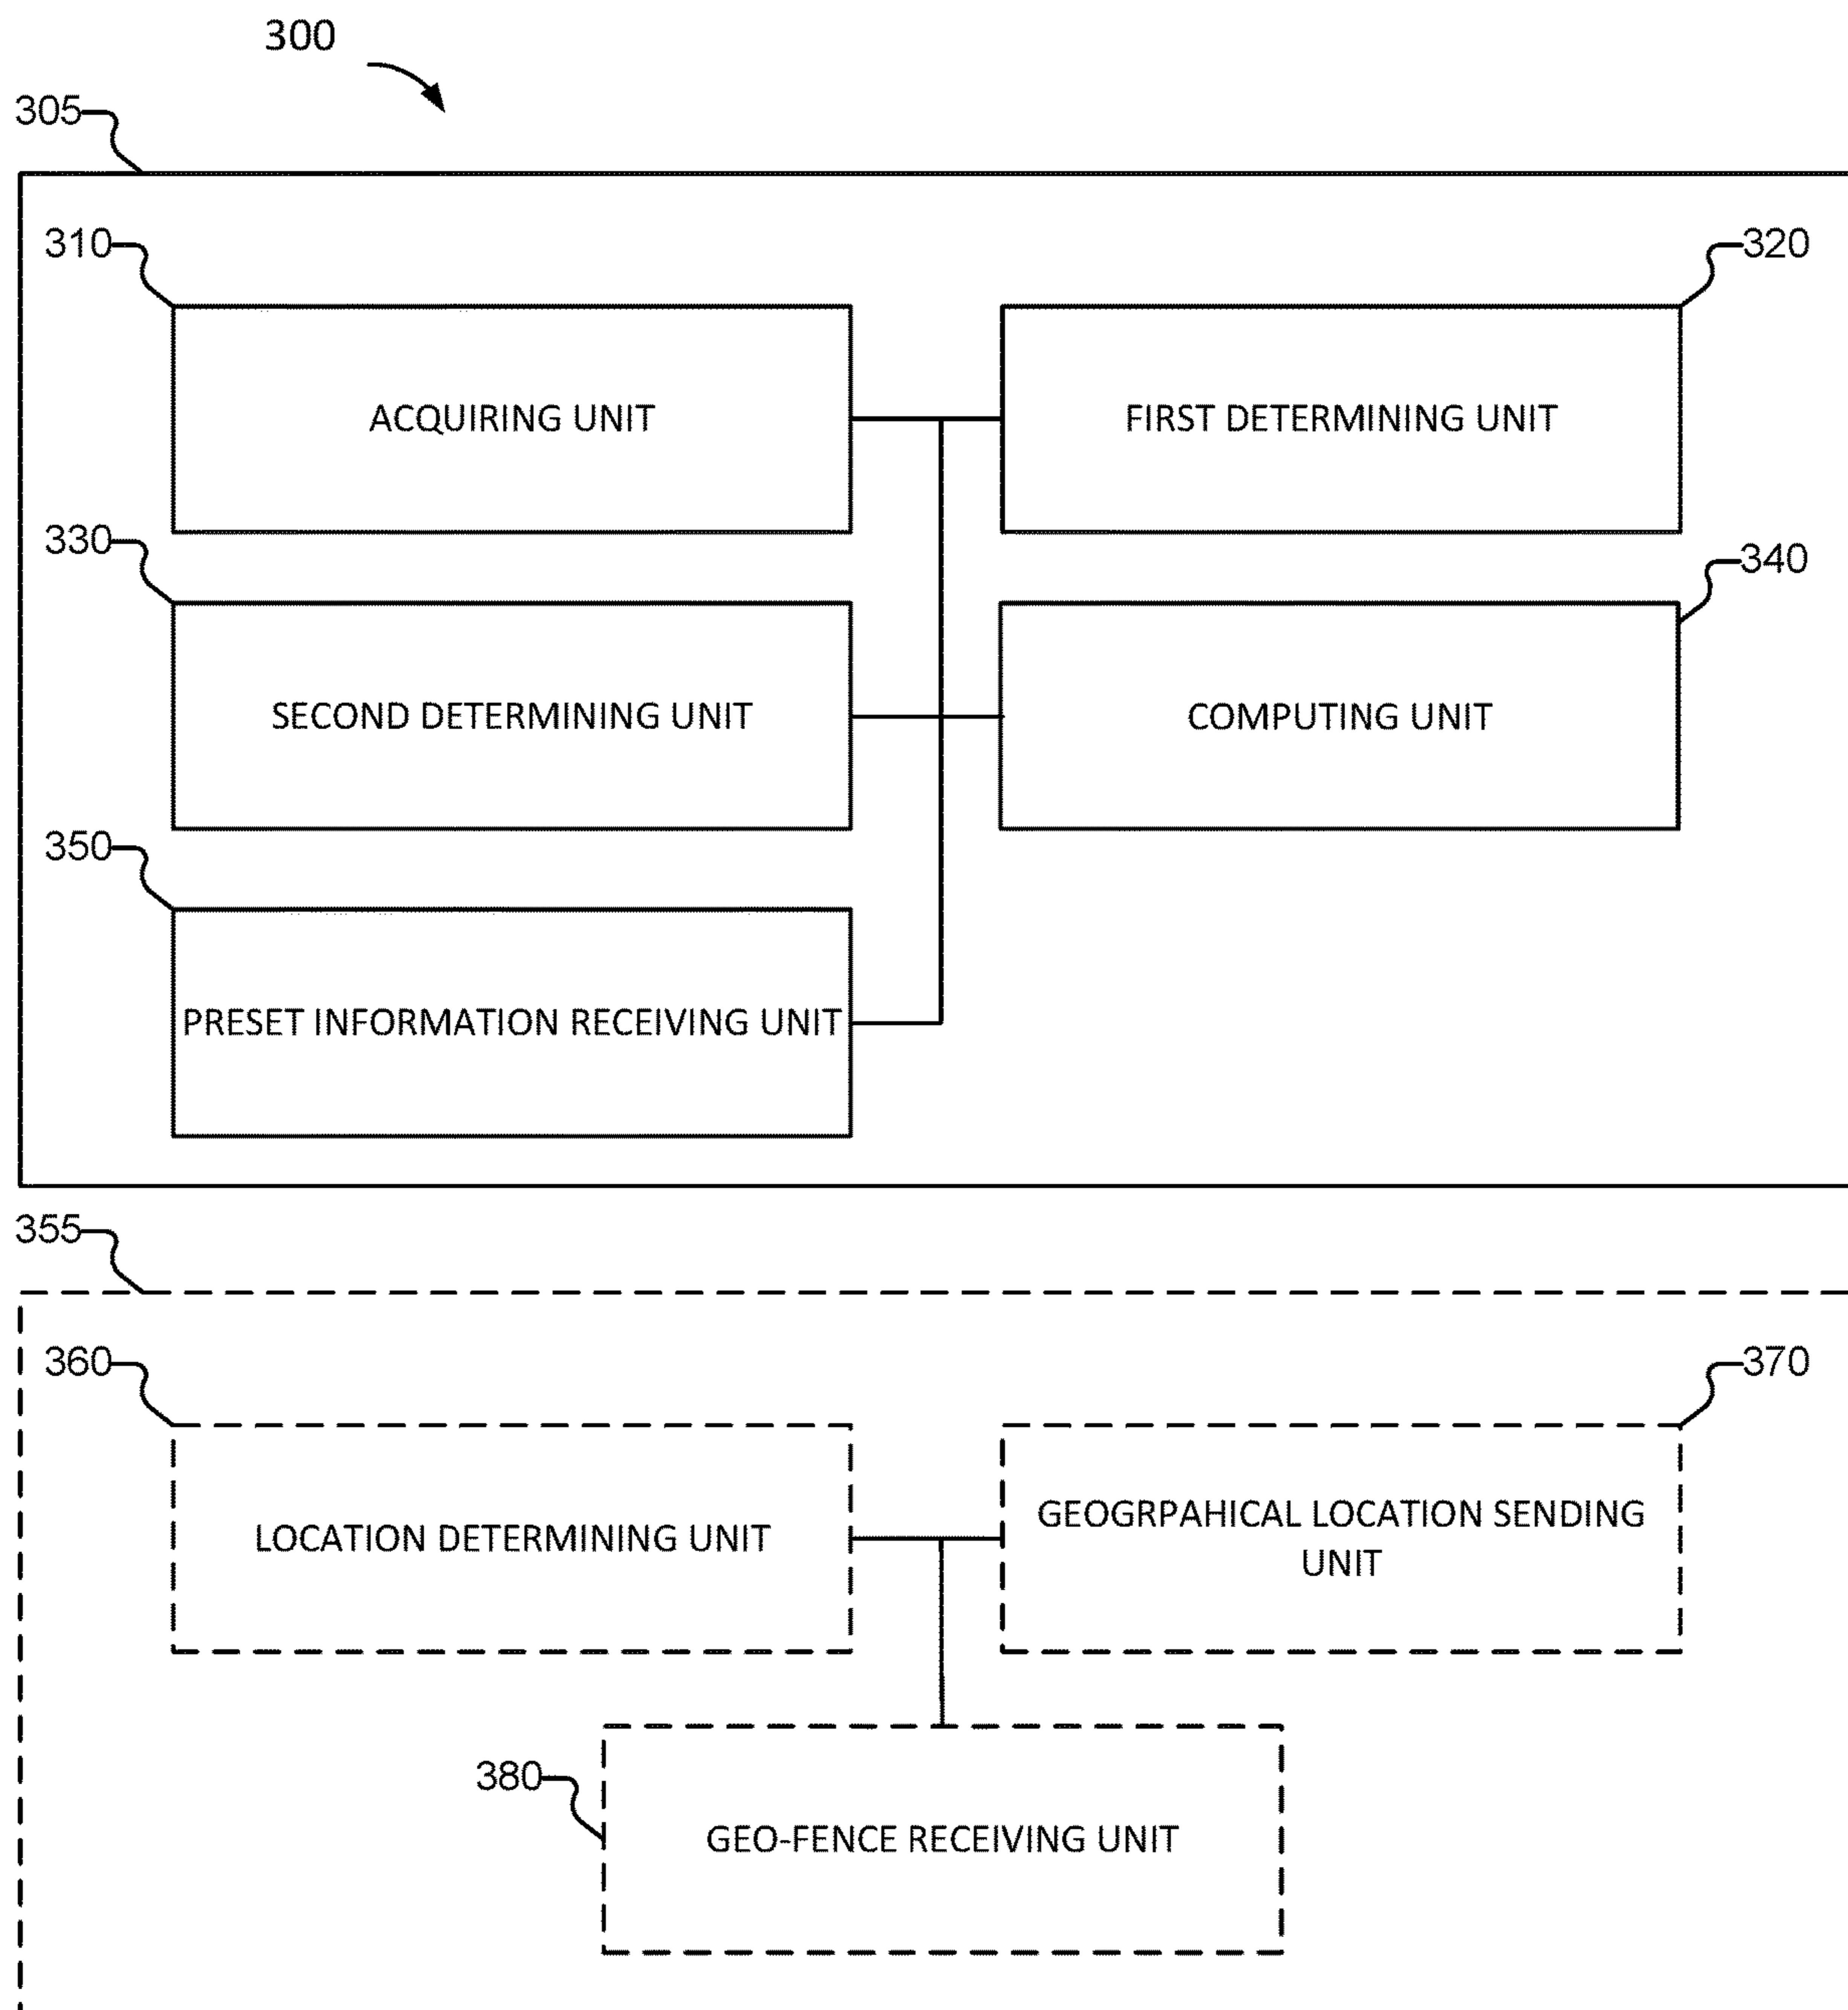 300
305
310
320
ACQUIRING UNIT
FIRST DETERMINING UNIT
330
340
SECOND DETERMINING UNIT
COMPUTING UNIT
350
PRESET INFORMATION RECEIVING UNIT
355
360
370
LOCATION DETERMINING UNIT
GEOGRPAHICAL LOCATION SENDING
UNIT
380
GEO-FENCE RECEIVING UNIT